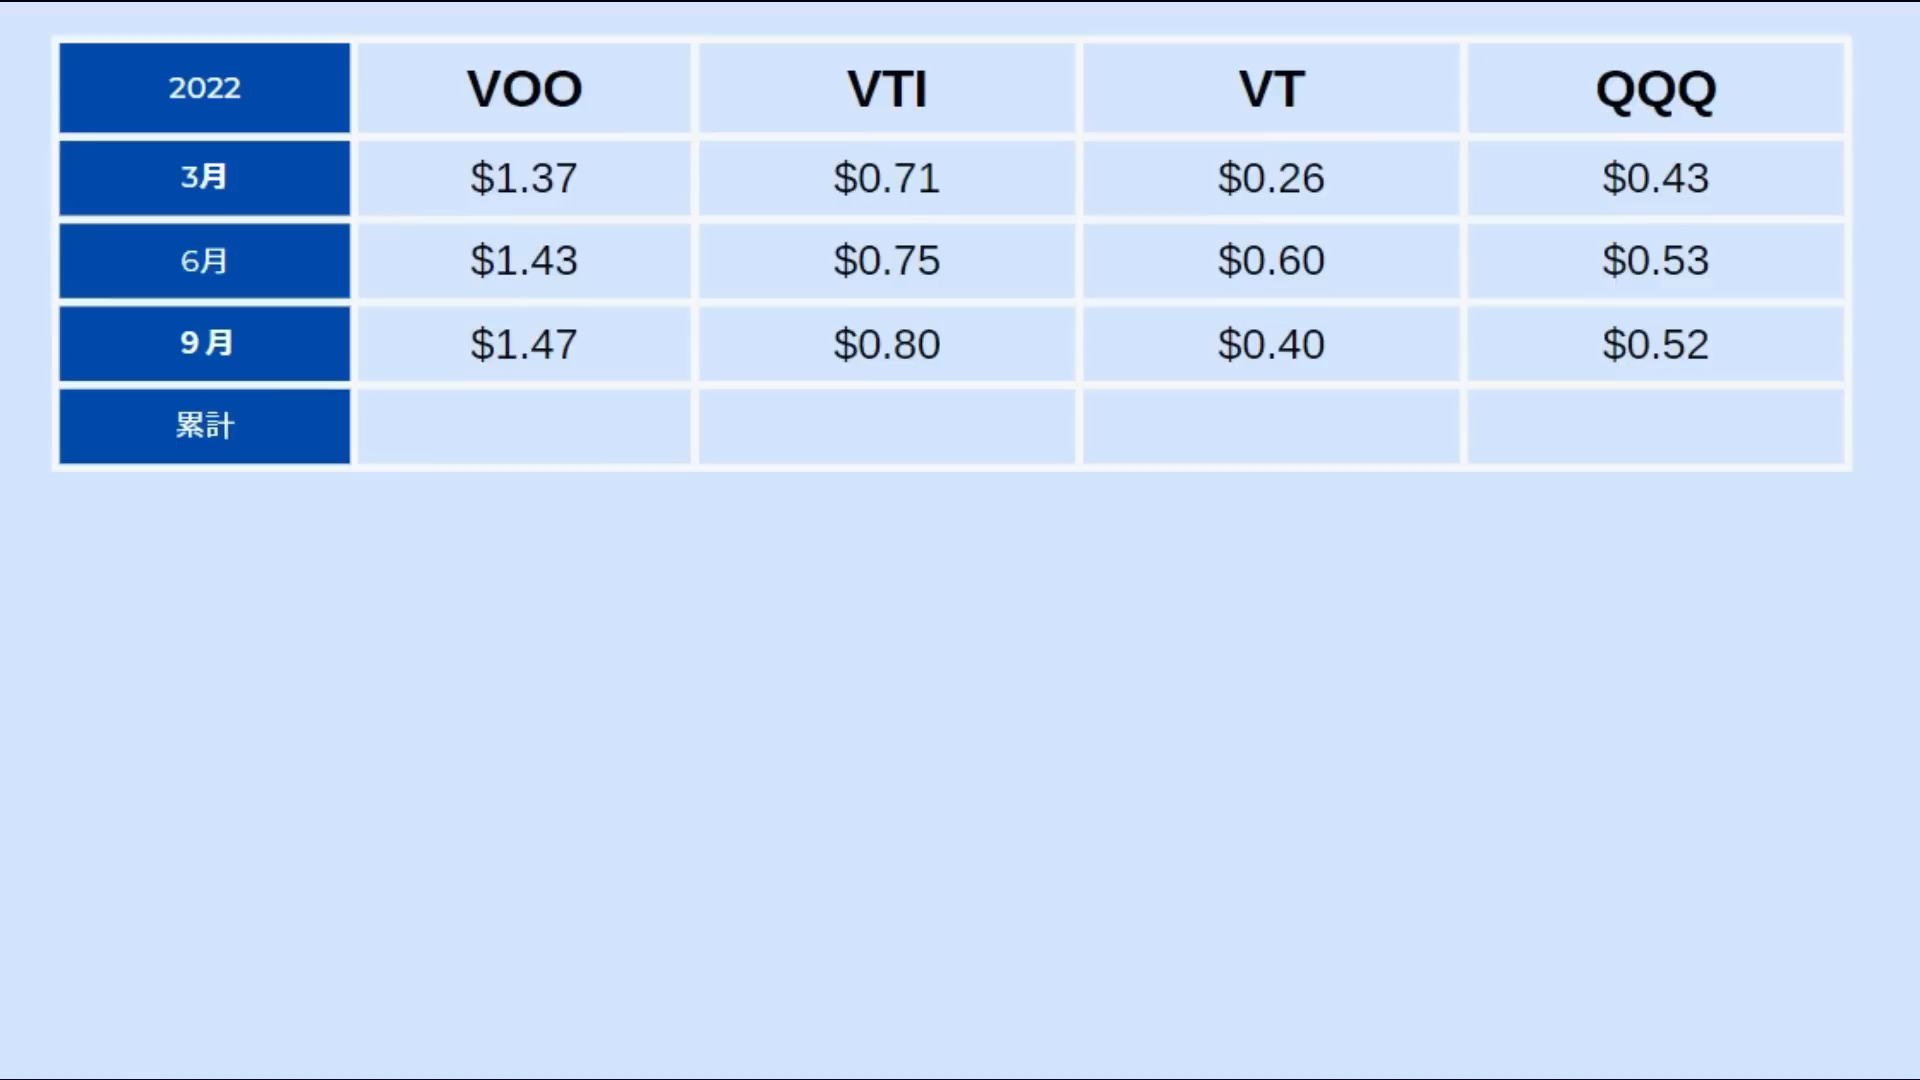 2022 VOO VTI VT QQQ
3月 $1.37 $0.71 $0.26 $0.43
6月 $1.43 $0.75 $0.60 $0.53
9月 $1.47 $0.80 $0.40 $0.52
累計